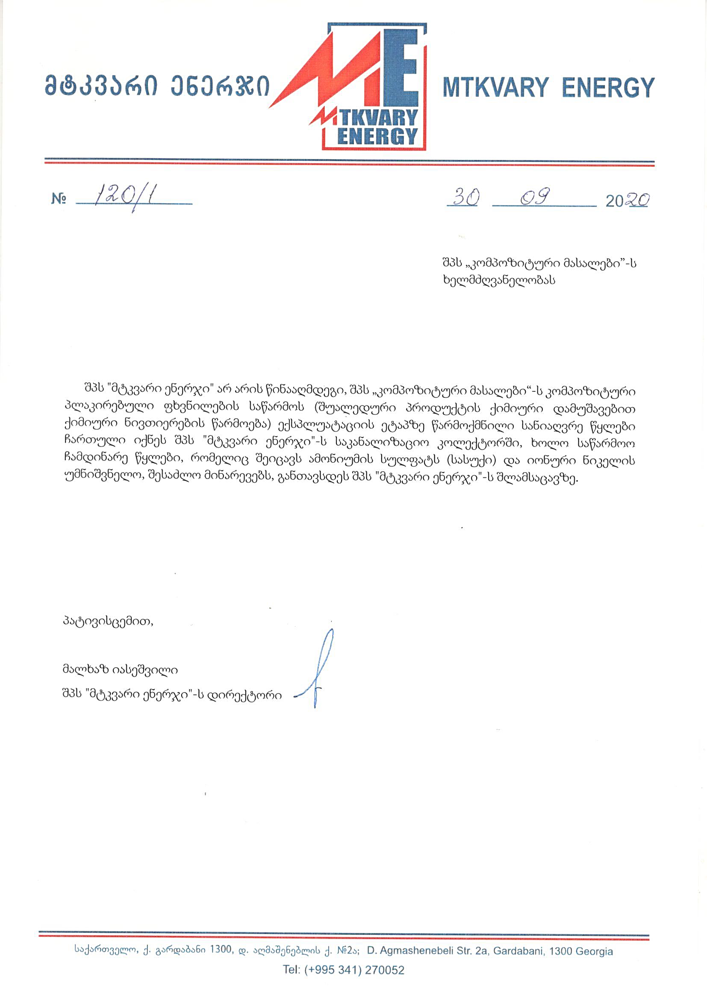 მტკვარი ენერჯი
ME
MTKVARY
ENERGY
MTKVARY ENERGY
№ 120/1
30 09 2020
შპს „კომპოზიტური მასალები”-ს
ხელმძღვანელობას
შპს "მტკვარი ენერჯი" არ არის წინააღმდეგი, შპს „კომპოზიტური მასალები“-ს კომპოზიტური
პლაკირებული ფხვნილების საწარმოს (შუალედური პროდუქტის ქიმიური დამუშავებით
ქიმიური ნივთიერების წარმოება) ექსპლუატაციის ეტაპზე წარმოქმნილი სანიაღვრე წყლები
ჩართული იქნეს შპს "მტკვარი ენერჯი"-ს საკანალიზაციო კოლექტორში, ხოლო საწარმოო
ჩამდინარე წყლები, რომელიც შეიცავს ამონიუმის სულფატს (სასუქი) და იონური ნიკელის
უმნიშვნელო, შესაძლო მინარევებს, განთავსდეს შპს "მტკვარი ენერჯი"-ს შლამსაცავზე.
პატივისცემით,
მალხაზ იასეშვილი
შპს "მტკვარი ენერჯი"-ს დირექტორი
საქართველო, ქ. გარდაბანი 1300, დ. აღმაშენებლის ქ. №2ა; D. Agmashenebeli Str. 2a, Gardabani, 1300 Georgia
Tel: (+995 341) 270052